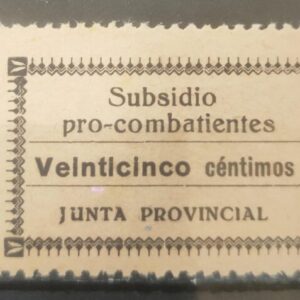 Subsidio
pro-combatientes
Veinticinco céntimos
JUNTA PROVINCIAL